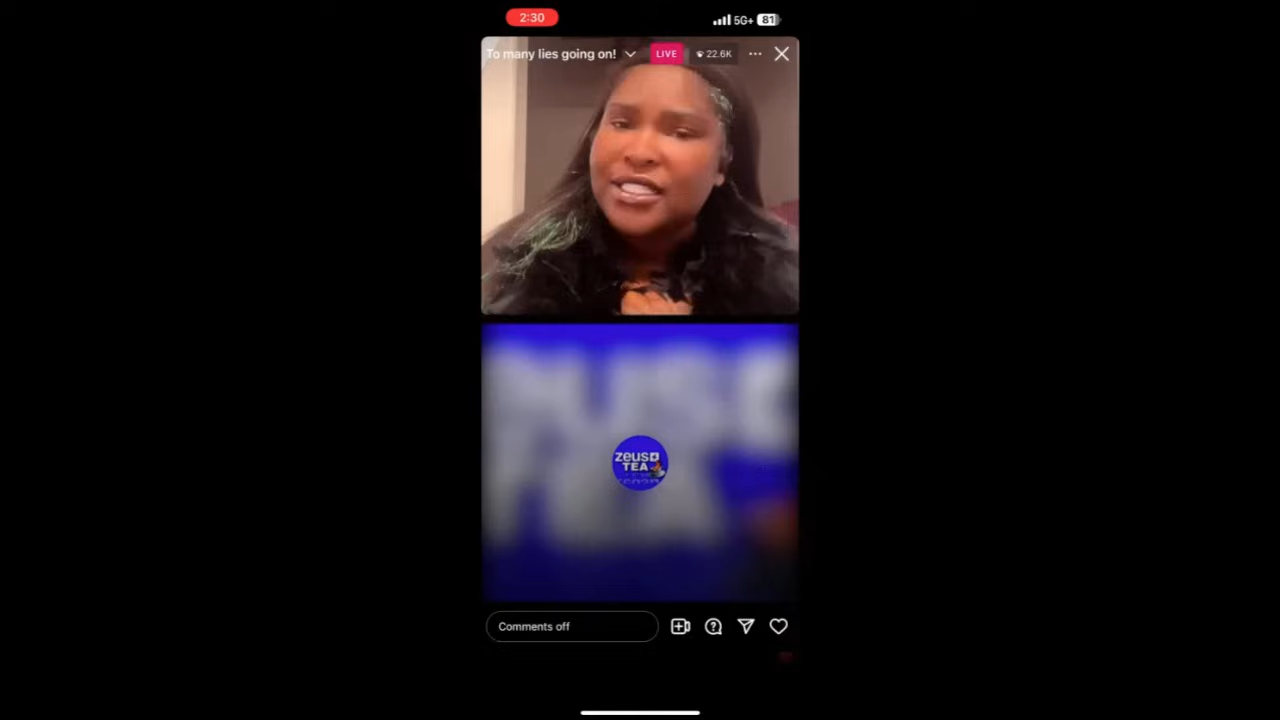 2:30
5G+ 81
To many lies going on!
LIVE
22.6K
zeus
TEA
Comments off